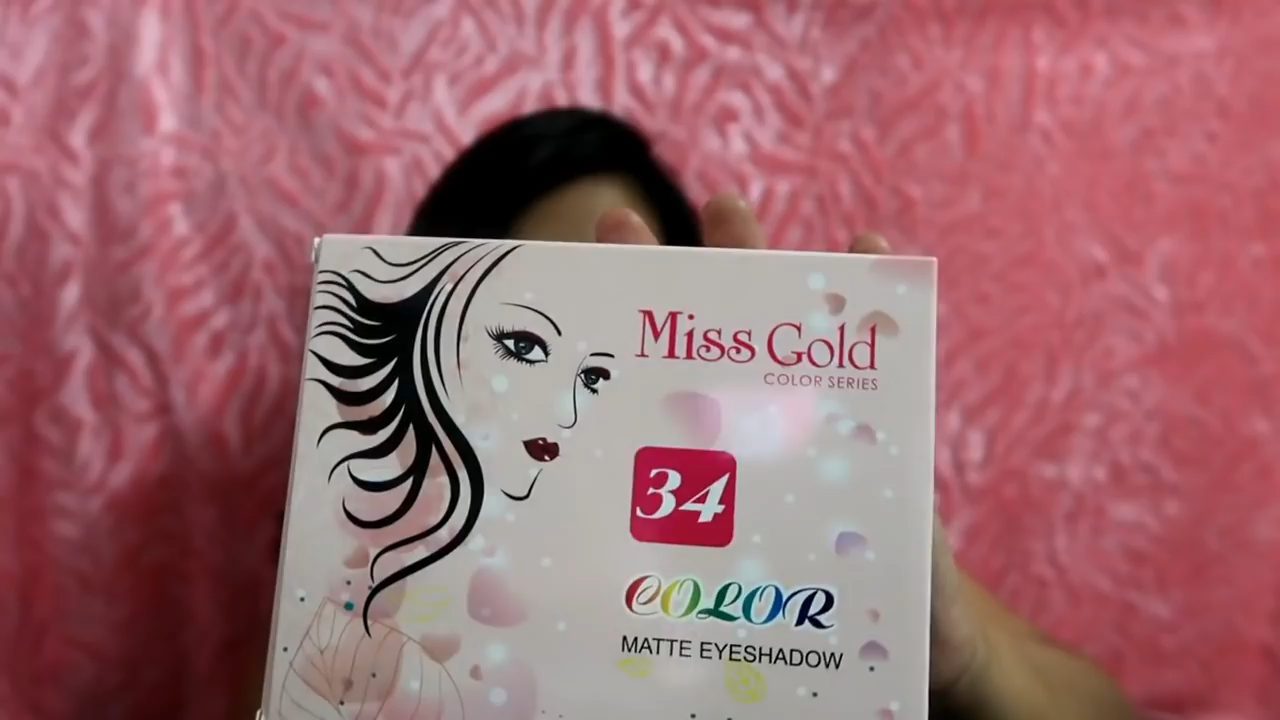 Miss Gold
COLOR SERIES
34
COLOR
MATTE EYESHADOW